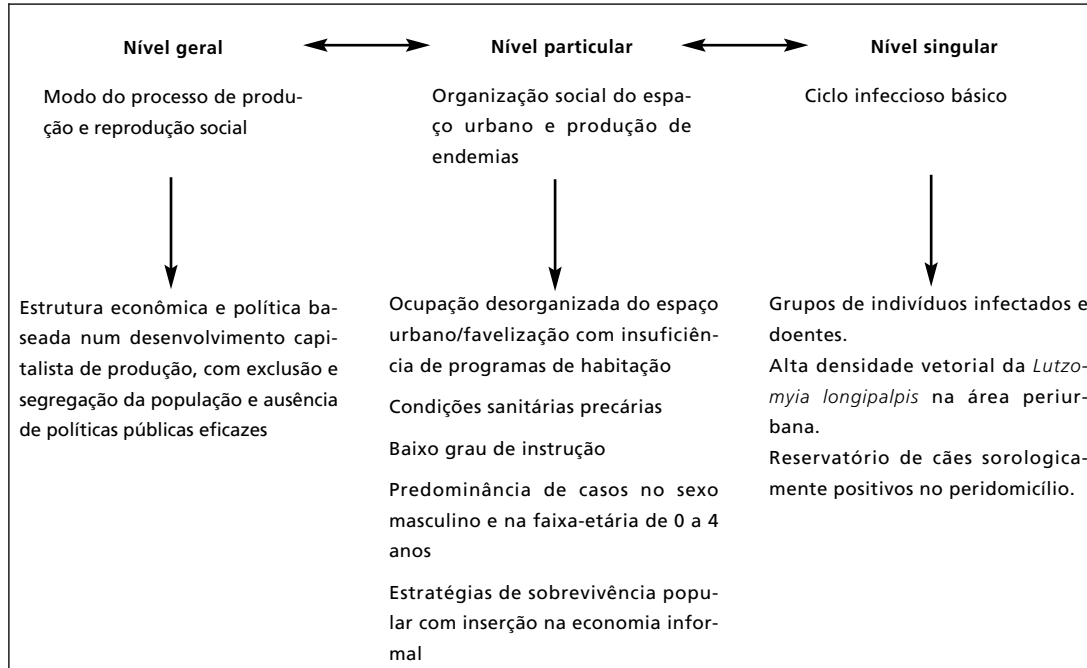 Nível geral
Nível particular
Nível singular
Modo do processo de produ-
ção e reprodução social
Organização social do espa-
ço urbano e produção de
endemias
Ciclo infeccioso básico
Estrutura econômica e política ba-
seada num desenvolvimento capi-
talista de produção, com exclusão e
segregação da população e ausência
de políticas públicas eficazes
Ocupação desorganizada do espaço
urbano/favelização com insuficiên-
cia de programas de habitação
Condições sanitárias precárias
Baixo grau de instrução
Predominância de casos no sexo
masculino e na faixa-etária de 0 a 4
anos
Estratégias de sobrevivência popu-
lar com inserção na economia infor-
mal
Grupos de indivíduos infectados e
doentes.
Alta densidade vetorial da Lutzo-
myia longipalpis na área periur-
bana.
Reservatório de cães sorologica-
mente positivos no peridomicílio.